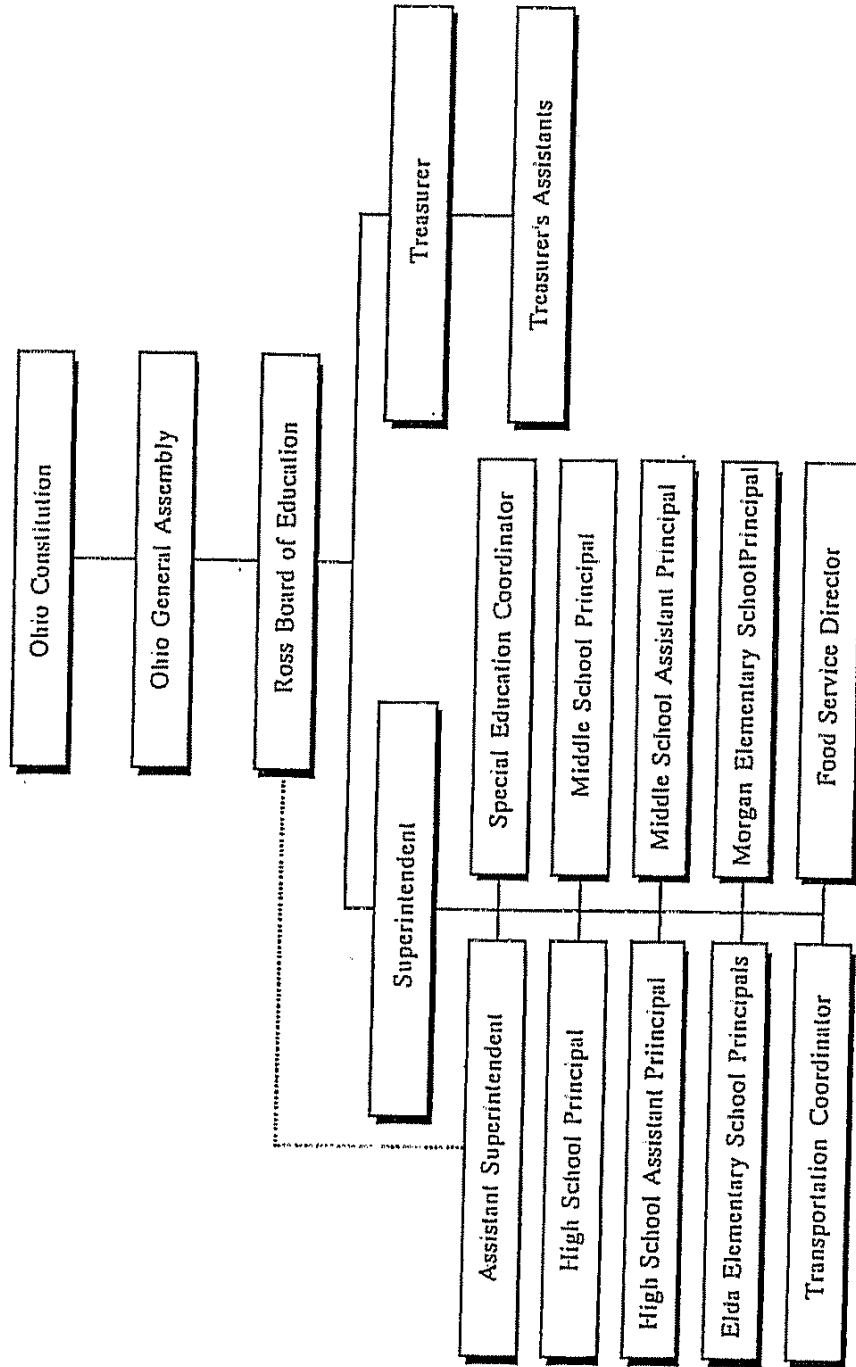 Ohio Constitution
Ohio General Assembly
Ross Board of Education
Superintendent
Treasurer
Treasurer's Assistants
Assistant Superintendent
Special Education Coordinator
High School Principal
Middle School Principal
High School Assistant Priincipal
Middle School Assistant Principal
Elda Elementary School Principals
Morgan Elementary SchoolPrincipal
Transportation Coordinator
Food Service Director